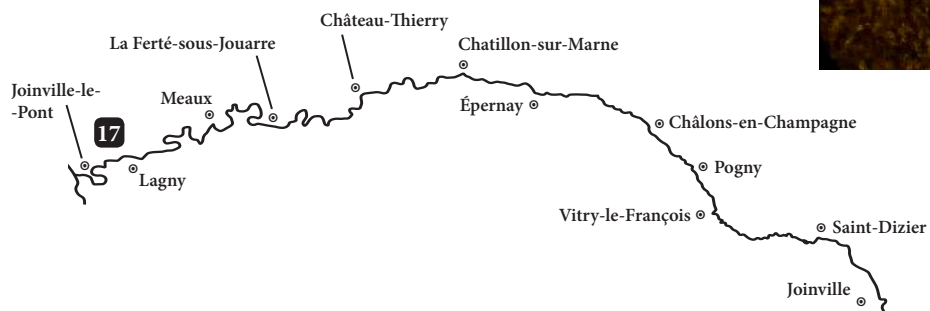 Château-Thierry
La Ferté-sous-Jouarre
Chatillon-sur-Marne
Joinville-le-
-Pont
Meaux
Épernay
17
Châlons-en-Champagne
Lagny
Pogny
Vitry-le-François
Saint-Dizier
Joinville